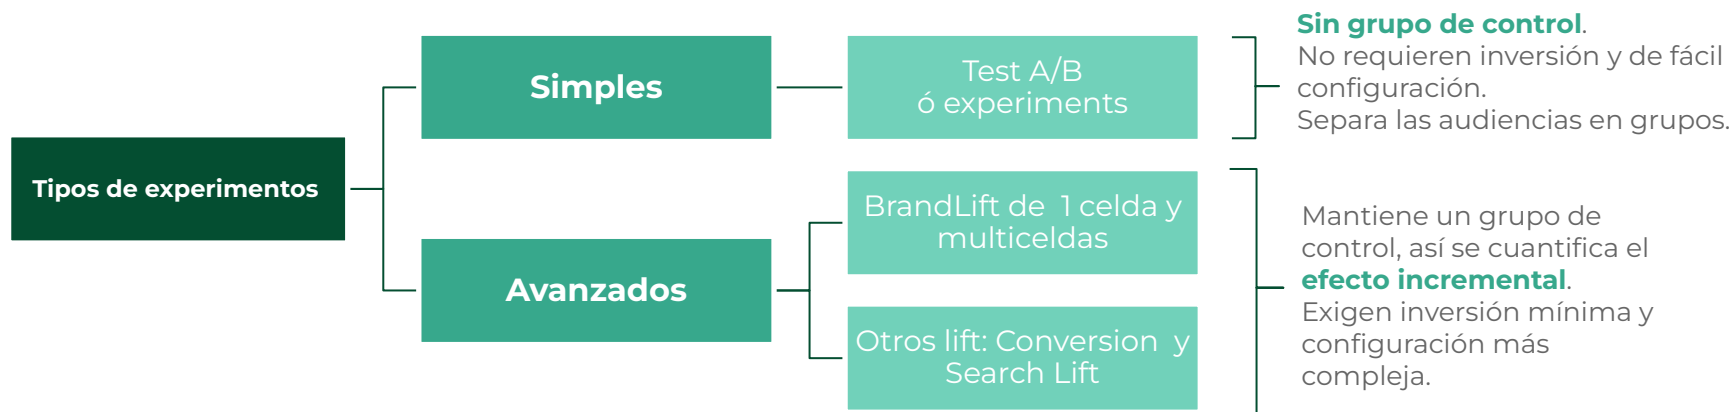 Tipos de experimentos
Simples
Test A/B
ó experiments
Sin grupo de control.
No requieren inversión y de fácil
configuración.
Separa las audiencias en grupos.
Avanzados
BrandLift de 1 celda y
multiceldas
Otros lift: Conversion y
Search Lift
Mantiene un grupo de
control, así se cuantifica el
efecto incremental.
Exigen inversión mínima y
configuración más
compleja.